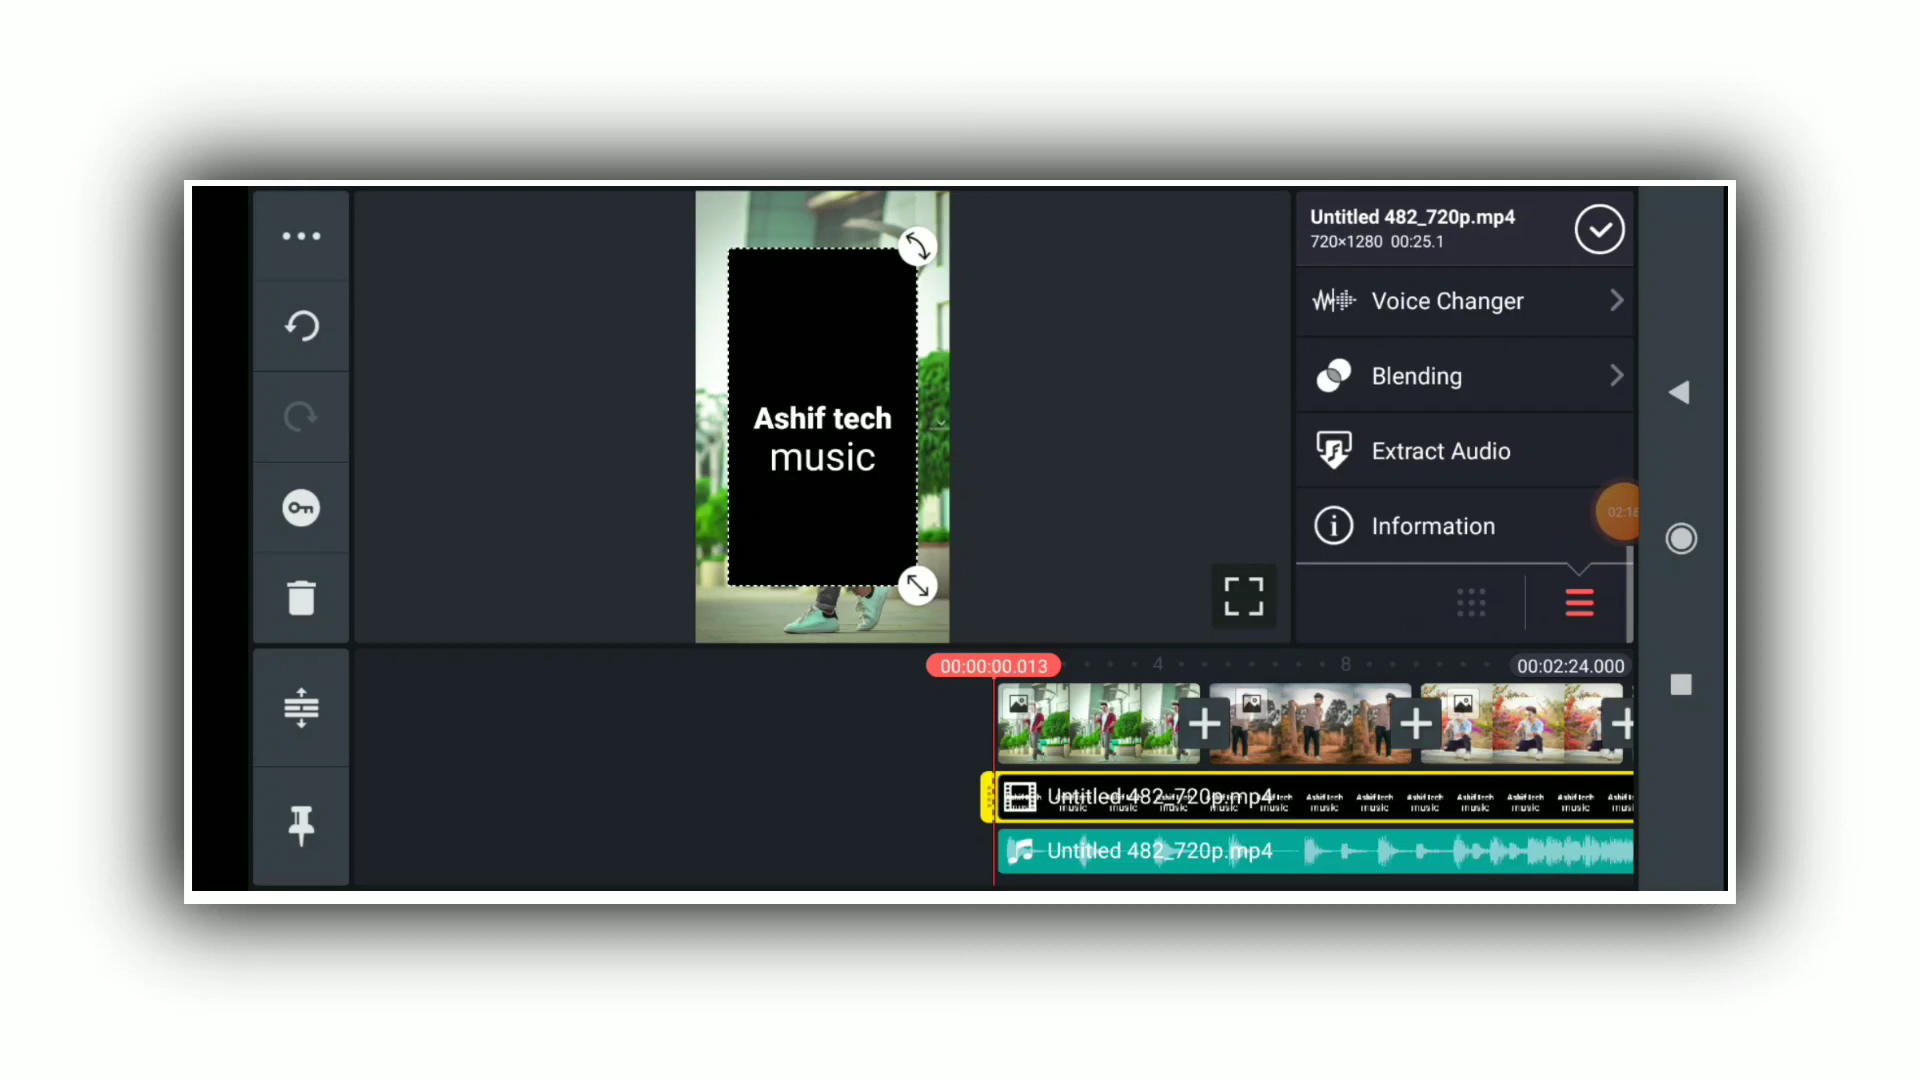 Untitled 482_720p.mp4
720×1280 00:25.1
Voice Changer
Blending
Extract Audio
Information
Ashif tech
music
00:00:00.013
4
8
00:02:24.000
Untitled 482_720p.mp4
Untitled 482_720p.mp4